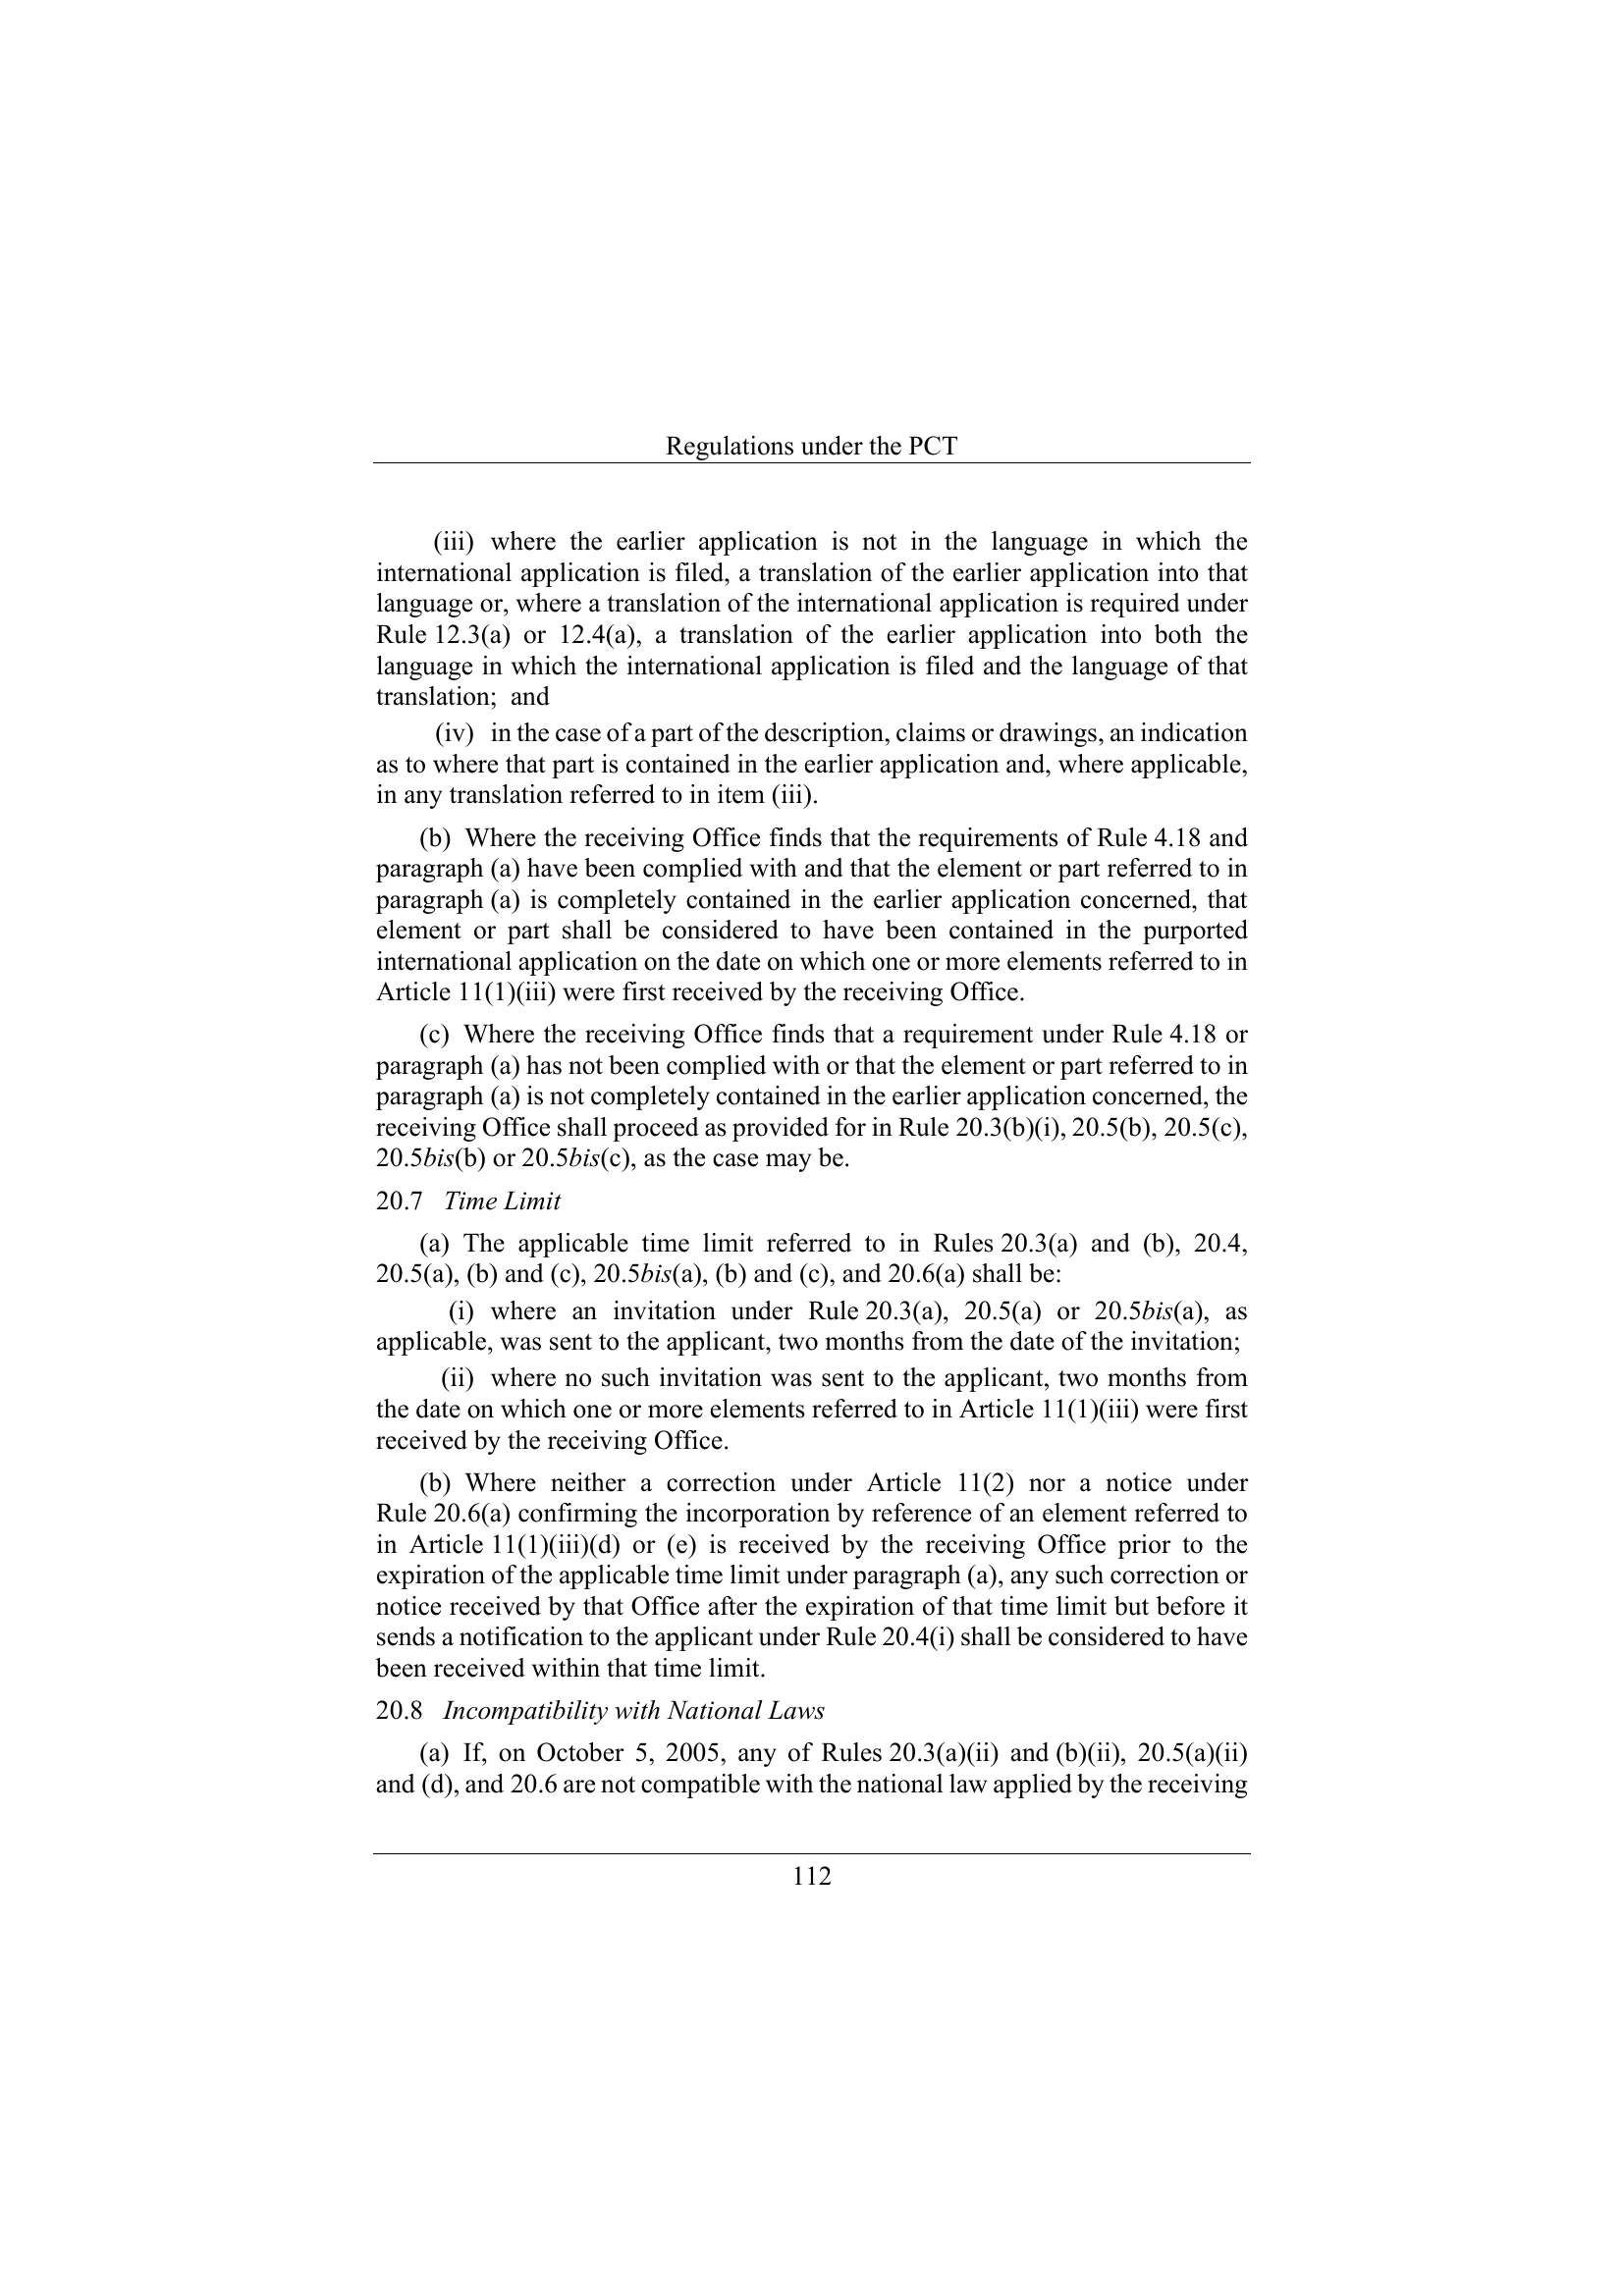 Regulations under the PCT
(iii) where the earlier application is not in the language in which the
international application is filed, a translation of the earlier application into that
language or, where a translation of the international application is required under
Rule 12.3(a) or 12.4(a), a translation of the earlier application into both the
language in which the international application is filed and the language of that
translation; and
(iv) in the case of a part of the description, claims or drawings, an indication
as to where that part is contained in the earlier application and, where applicable,
in any translation referred to in item (iii).
(b) Where the receiving Office finds that the requirements of Rule 4.18 and
paragraph (a) have been complied with and that the element or part referred to in
paragraph (a) is completely contained in the earlier application concerned, that
element or part shall be considered to have been contained in the purported
international application on the date on which one or more elements referred to in
Article 11(1)(iii) were first received by the receiving Office.
(c) Where the receiving Office finds that a requirement under Rule 4.18 or
paragraph (a) has not been complied with or that the element or part referred to in
paragraph (a) is not completely contained in the earlier application concerned, the
receiving Office shall proceed as provided for in Rule 20.3(b)(i), 20.5(b), 20.5(c),
20.5bis(b) or 20.5bis(c), as the case may be.
20.7 Time Limit
(a) The applicable time limit referred to in Rules 20.3(a) and (b), 20.4,
20.5(a), (b) and (c), 20.5bis(a), (b) and (c), and 20.6(a) shall be:
(i) where an invitation under Rule 20.3(a), 20.5(a) or 20.5bis(a), as
applicable, was sent to the applicant, two months from the date of the invitation;
(ii) where no such invitation was sent to the applicant, two months from
the date on which one or more elements referred to in Article 11(1)(iii) were first
received by the receiving Office.
(b) Where neither a correction under Article 11(2) nor a notice under
Rule 20.6(a) confirming the incorporation by reference of an element referred to
in Article 11(1)(iii)(d) or (e) is received by the receiving Office prior to the
expiration of the applicable time limit under paragraph (a), any such correction or
notice received by that Office after the expiration of that time limit but before it
sends a notification to the applicant under Rule 20.4(i) shall be considered to have
been received within that time limit.
20.8 Incompatibility with National Laws
(a) If, on October 5, 2005, any of Rules 20.3(a)(ii) and (b)(ii), 20.5(a)(ii)
and (d), and 20.6 are not compatible with the national law applied by the receiving
112